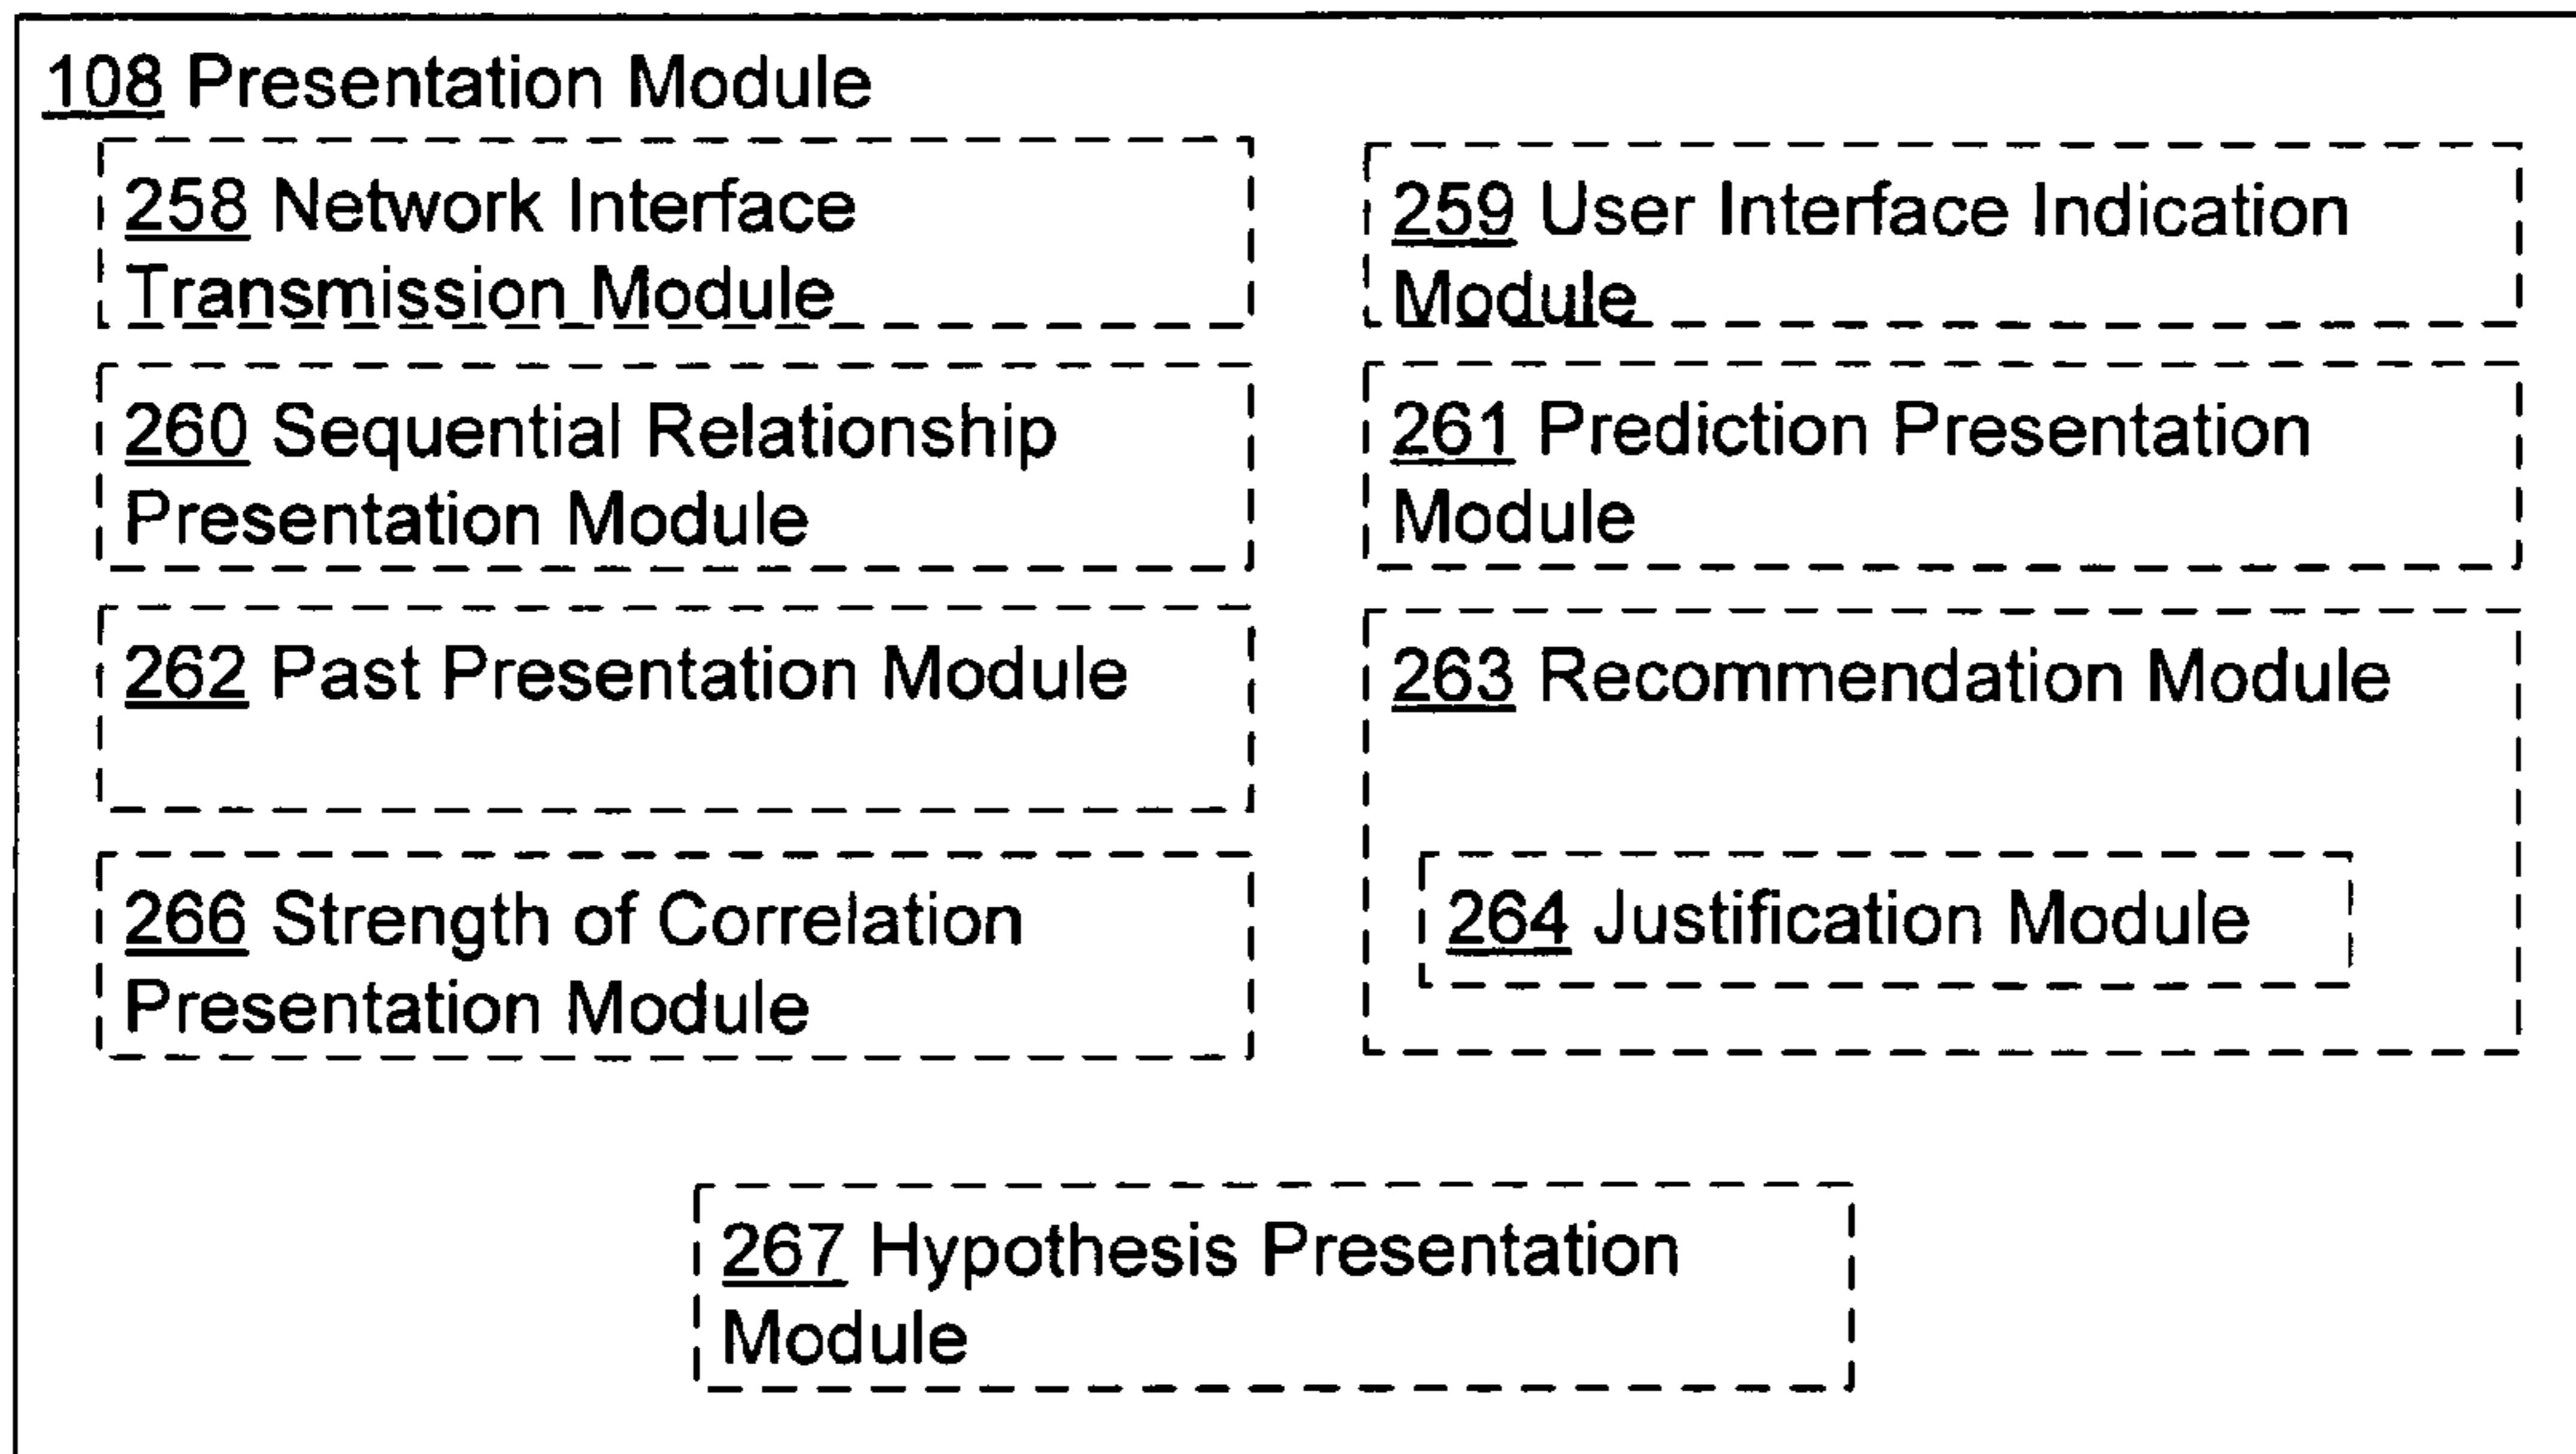 108 Presentation Module
258 Network Interface
Transmission Module
259 User Interface Indication
Module
260 Sequential Relationship
Presentation Module
261 Prediction Presentation
Module
262 Past Presentation Module
263 Recommendation Module
266 Strength of Correlation
Presentation Module
264 Justification Module
267 Hypothesis Presentation
Module